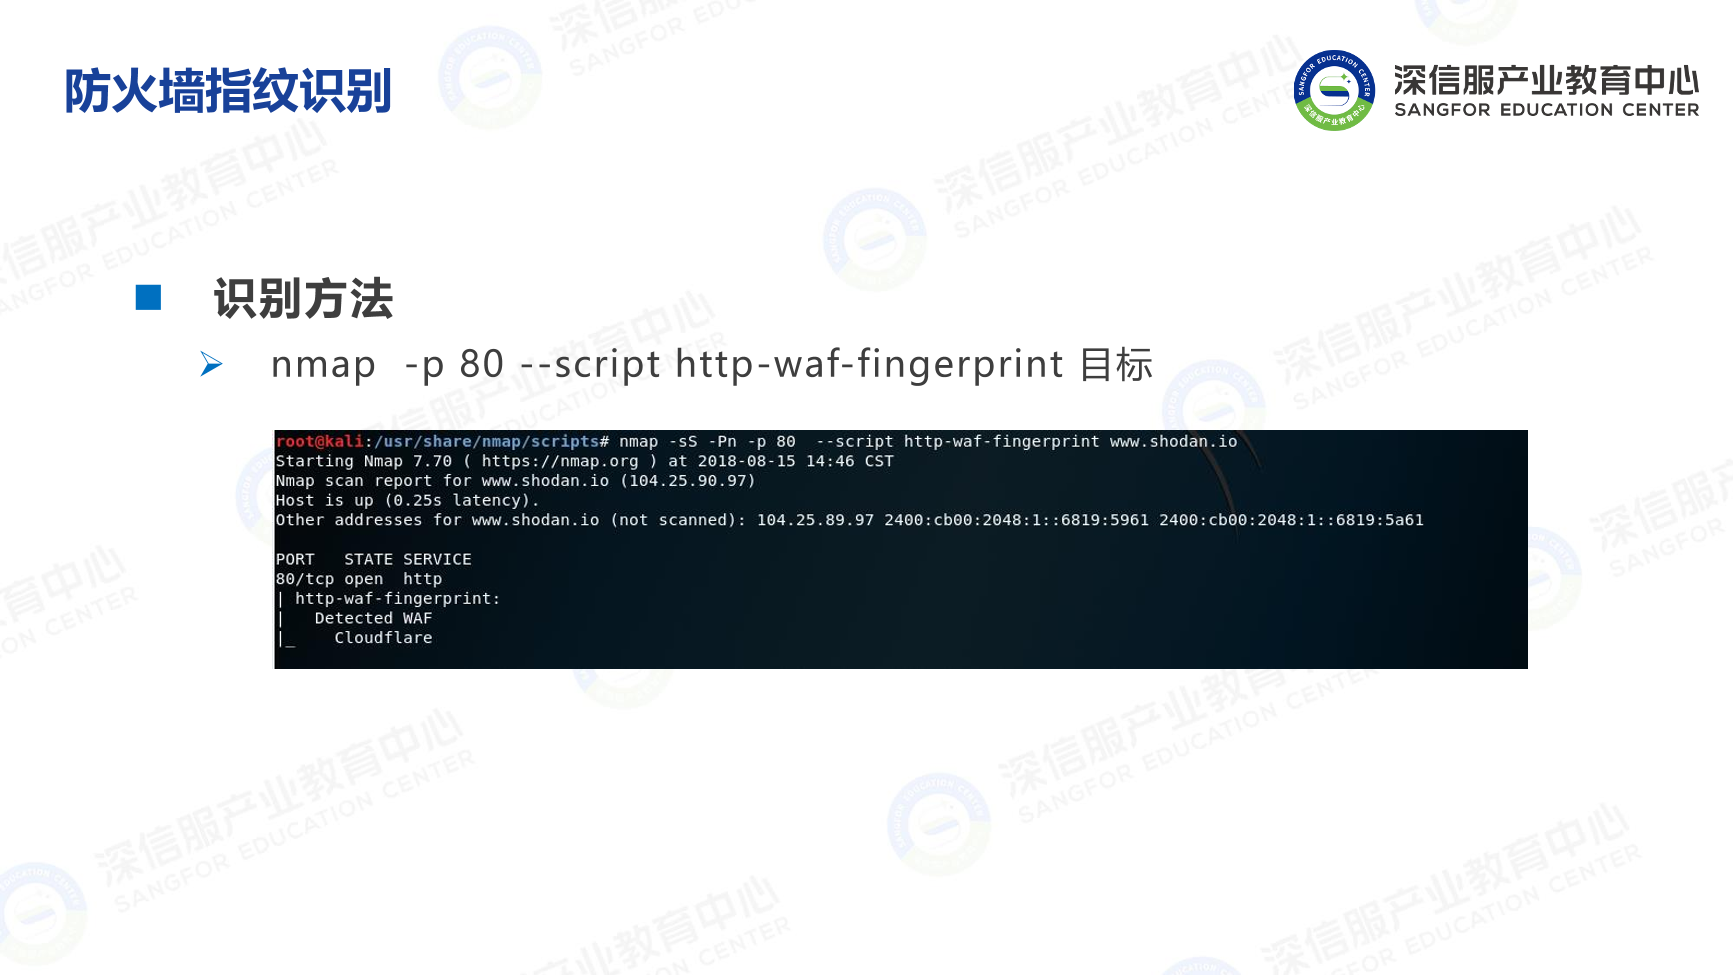 防火墙指纹识别
深信服产业教育中心
SANGFOR EDUCATION CENTER
识别方法
nmap  -p 80 --script http-waf-fingerprint 目标
root@kali:/usr/share/nmap/scripts# nmap -sS -Pn -p 80  --script http-waf-fingerprint www.shodan.io
Starting Nmap 7.70 ( https://nmap.org ) at 2018-08-15 14:46 CST
Nmap scan report for www.shodan.io (104.25.90.97)
Host is up (0.25s latency).
Other addresses for www.shodan.io (not scanned): 104.25.89.97 2400:cb00:2048:1::6819:5961 2400:cb00:2048:1::6819:5a61
PORT   STATE SERVICE
80/tcp open  http
| http-waf-fingerprint:
|   Detected WAF
|_    Cloudflare